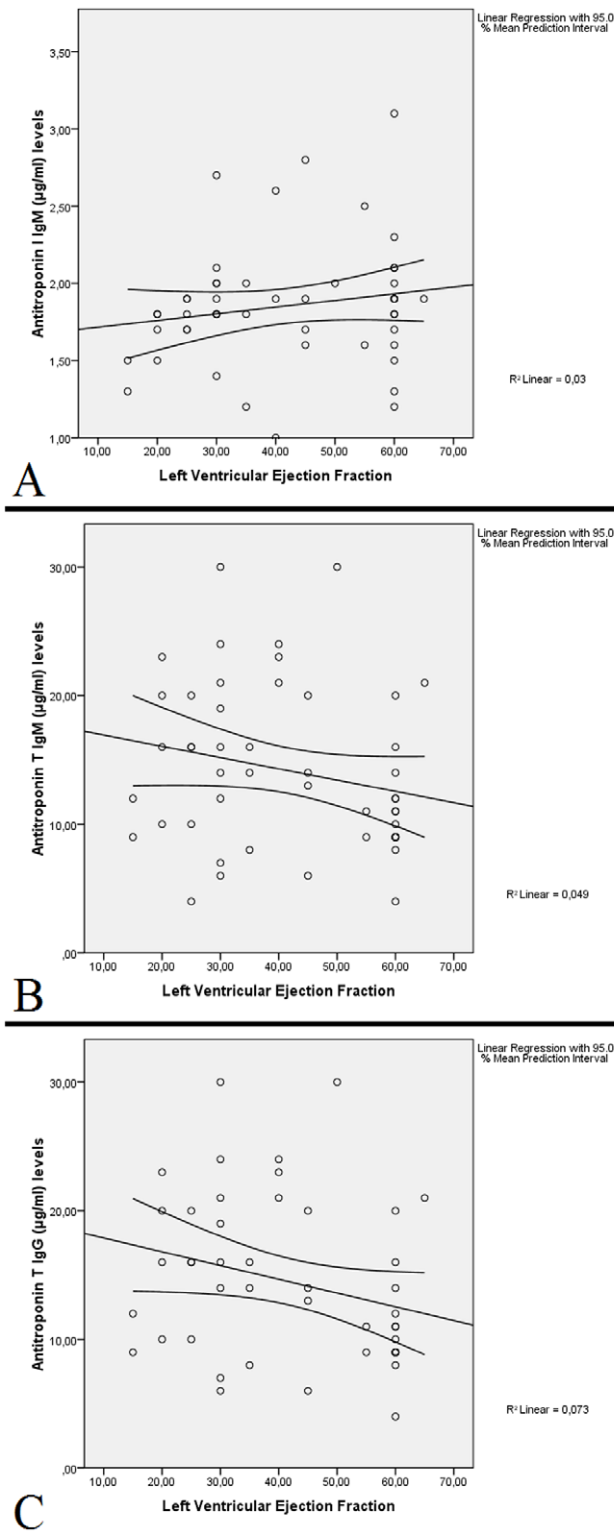 Linear Regression with 95.0
% Mean Prediction Interval
3,50
3,00
2,50
2,00
1,50
1,00
Antitroponin I IgM (µg/ml) levels
R² Linear = 0,03
10,00 20,00 30,00 40,00 50,00 60,00 70,00
Left Ventricular Ejection Fraction
A
Linear Regression with 95.0
% Mean Prediction Interval
30,00
20,00
10,00
,00
Antitroponin T IgM (µg/ml) levels
R² Linear = 0,049
10,00 20,00 30,00 40,00 50,00 60,00 70,00
Left Ventricular Ejection Fraction
B
Linear Regression with 95.0
% Mean Prediction Interval
30,00
20,00
10,00
,00
Antitroponin T IgG (µg/ml) levels
R² Linear = 0,073
10,00 20,00 30,00 40,00 50,00 60,00 70,00
Left Ventricular Ejection Fraction
C